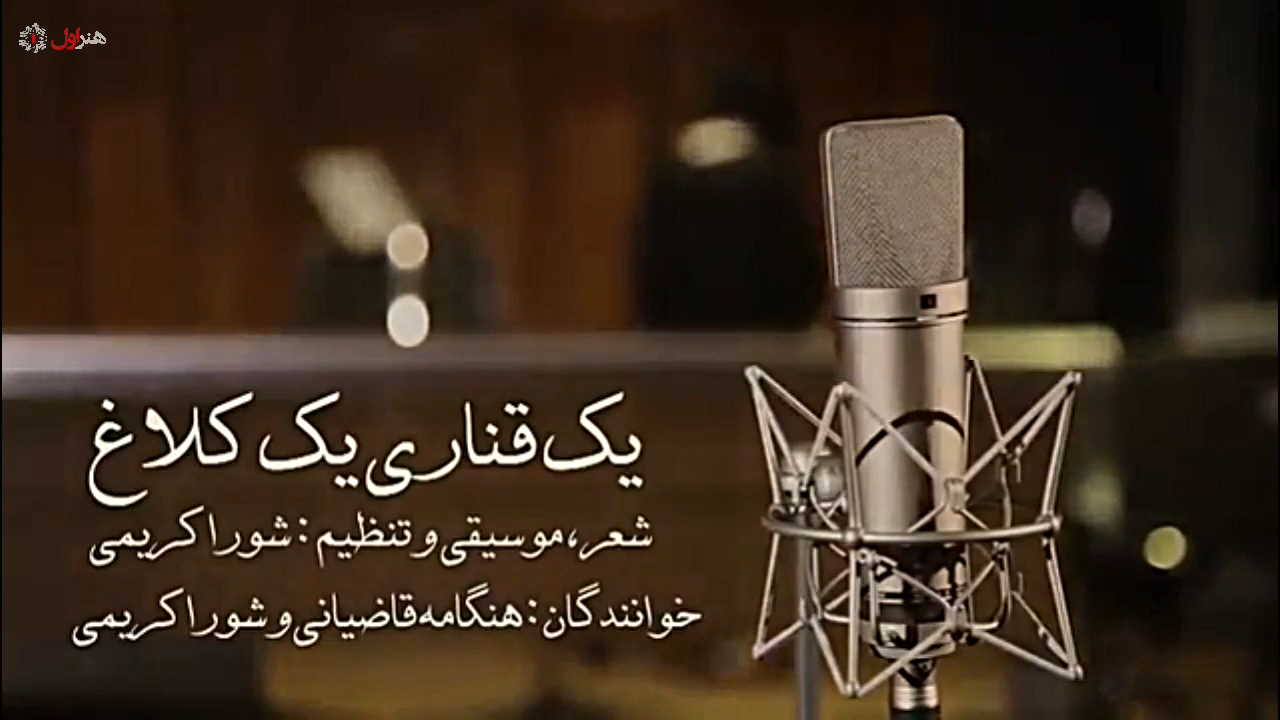 هنراول
یک قناری یک کلاغ
شعر، موسیقی و تنظیم : شورا کریمی
خوانندگان : هنگامه قاضیانی و شورا کریمی